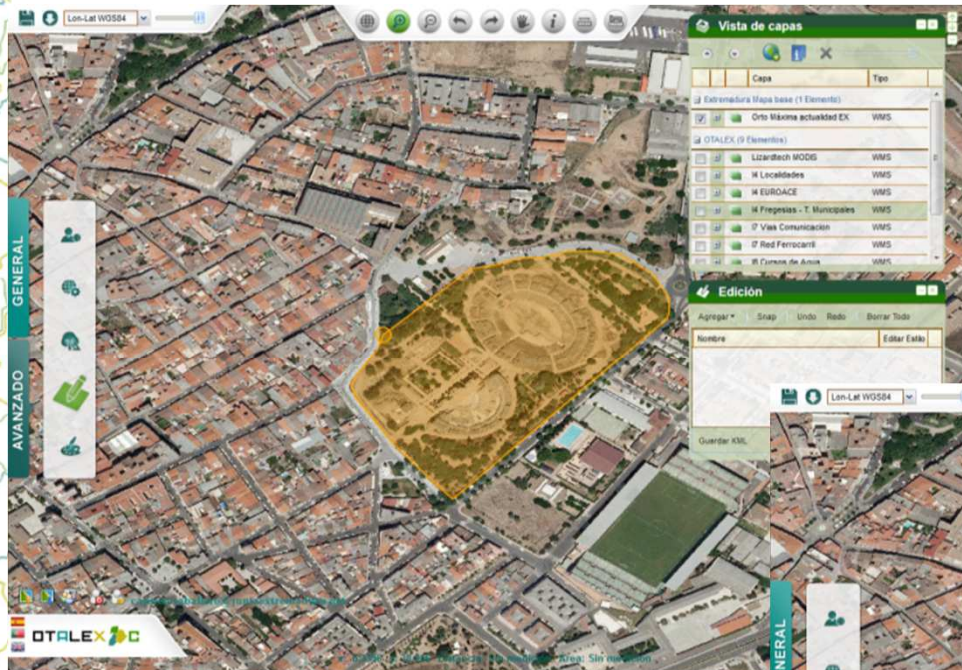 Lon-Lat WGS84
Vista de capas
Capa Tipo
Extremadura Mapa base (1 Elemento)
Orto Máxima actualidad EX WMS
OTALEX (9 Elementos)
Lizardtech MODIS WMS
I4 Localidades WMS
I4 EUROACE WMS
I4 Fregesias - T. Municipales WMS
I7 Vias Comunicacion WMS
I7 Red Ferrocarril WMS
I8 Cursos de Agua WMS
Edición
Agregar Snap Undo Redo Borrar Todo
Nombre Editar Estilo
Guardar KML
GENERAL
AVANZADO
OTALEX C
Area: Sin
Lon-Lat WGS84
NERAL